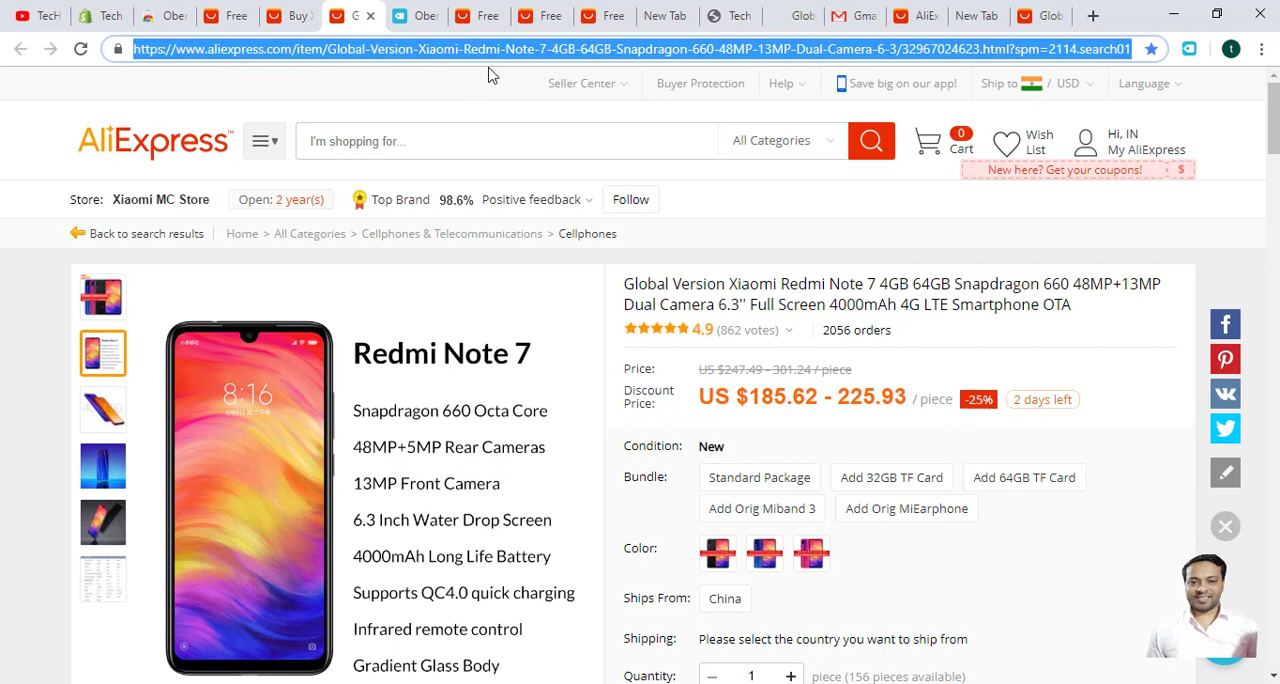 TecH
Tech
Ober
Free
Buy X
G
Ober
Free
Free
Free
New Tab
Tech
Glob
Gma
AliEx
New Tab
Glob
https://www.aliexpress.com/item/Global-Version-Xiaomi-Redmi-Note-7-4GB-64GB-Snapdragon-660-48MP-13MP-Dual-Camera-6-3/32967024623.html?spm=2114.search01
t
Seller Center
Buyer Protection
Help
Save big on our app!
Ship to / USD
Language
AliExpress
I'm shopping for...
All Categories
0
Cart
Wish
List
Hi, IN
My AliExpress
New here? Get your coupons! $
Store: Xiaomi MC Store
Open: 2 year(s)
Top Brand 98.6% Positive feedback
Follow
Back to search results
Home > All Categories > Cellphones & Telecommunications > Cellphones
Redmi Note 7
8:16
Snapdragon 660 Octa Core
48MP+5MP Rear Cameras
13MP Front Camera
6.3 Inch Water Drop Screen
4000mAh Long Life Battery
Supports QC4.0 quick charging
Infrared remote control
Gradient Glass Body
Global Version Xiaomi Redmi Note 7 4GB 64GB Snapdragon 660 48MP+13MP
Dual Camera 6.3'' Full Screen 4000mAh 4G LTE Smartphone OTA
4.9 (862 votes) 2056 orders
Price: US $247.49 - 301.24 / piece
Discount
Price:
US $185.62 - 225.93 / piece -25% 2 days left
Condition: New
Bundle: Standard Package Add 32GB TF Card Add 64GB TF Card
Add Orig Miband 3 Add Orig MiEarphone
Color:
Ships From: China
Shipping: Please select the country you want to ship from
Quantity: 1 piece (156 pieces available)